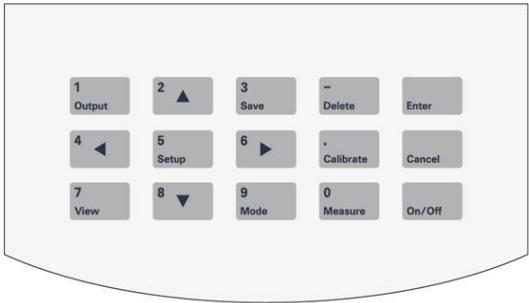 1 2 3 –
Output Save Delete Enter
4 5 6 .
Setup Calibrate Cancel
7 8 9 0
View Mode Measure On/Off